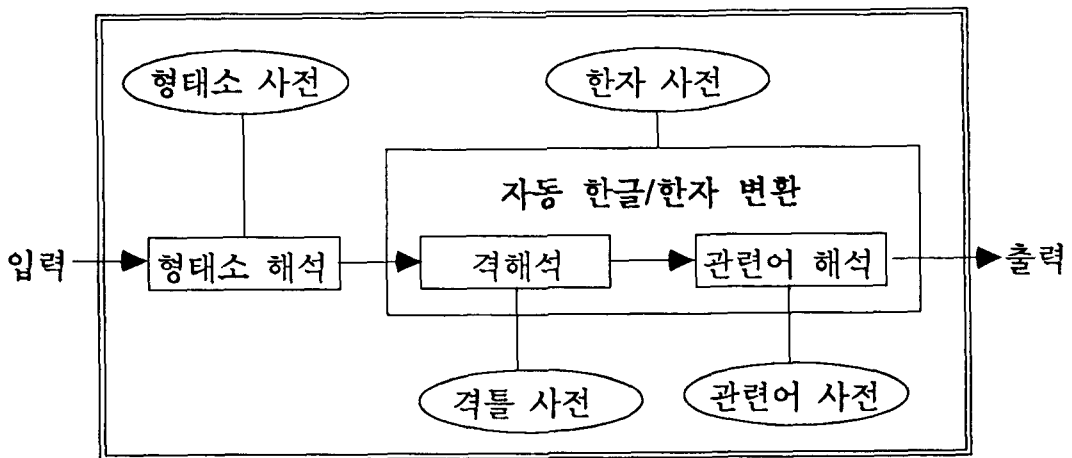 형태소 사전
한자 사전
자동 한글/한자 변환
입력
형태소 해석
격해석
관련어 해석
출력
격틀 사전
관련어 사전